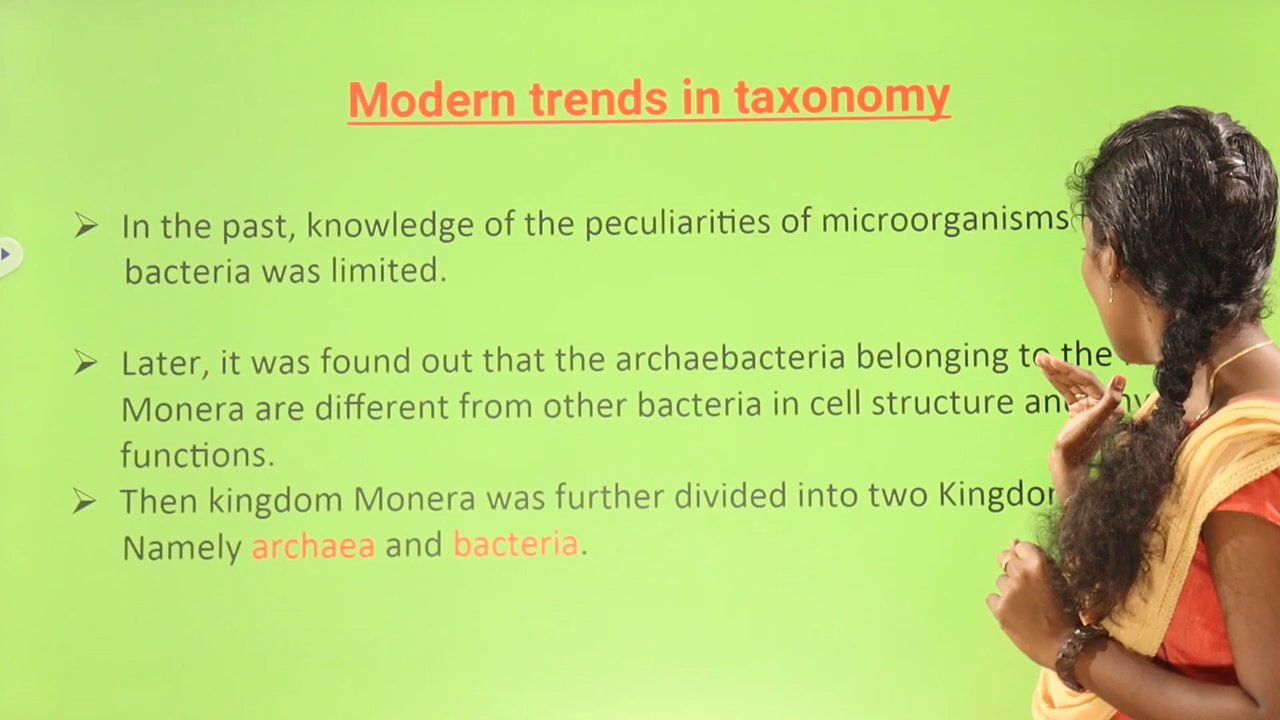 Modern trends in taxonomy
In the past, knowledge of the peculiarities of microorganisms
bacteria was limited.
Later, it was found out that the archaebacteria belonging to the
Monera are different from other bacteria in cell structure
functions.
Then kingdom Monera was further divided into two
Namely archaea and bacteria.